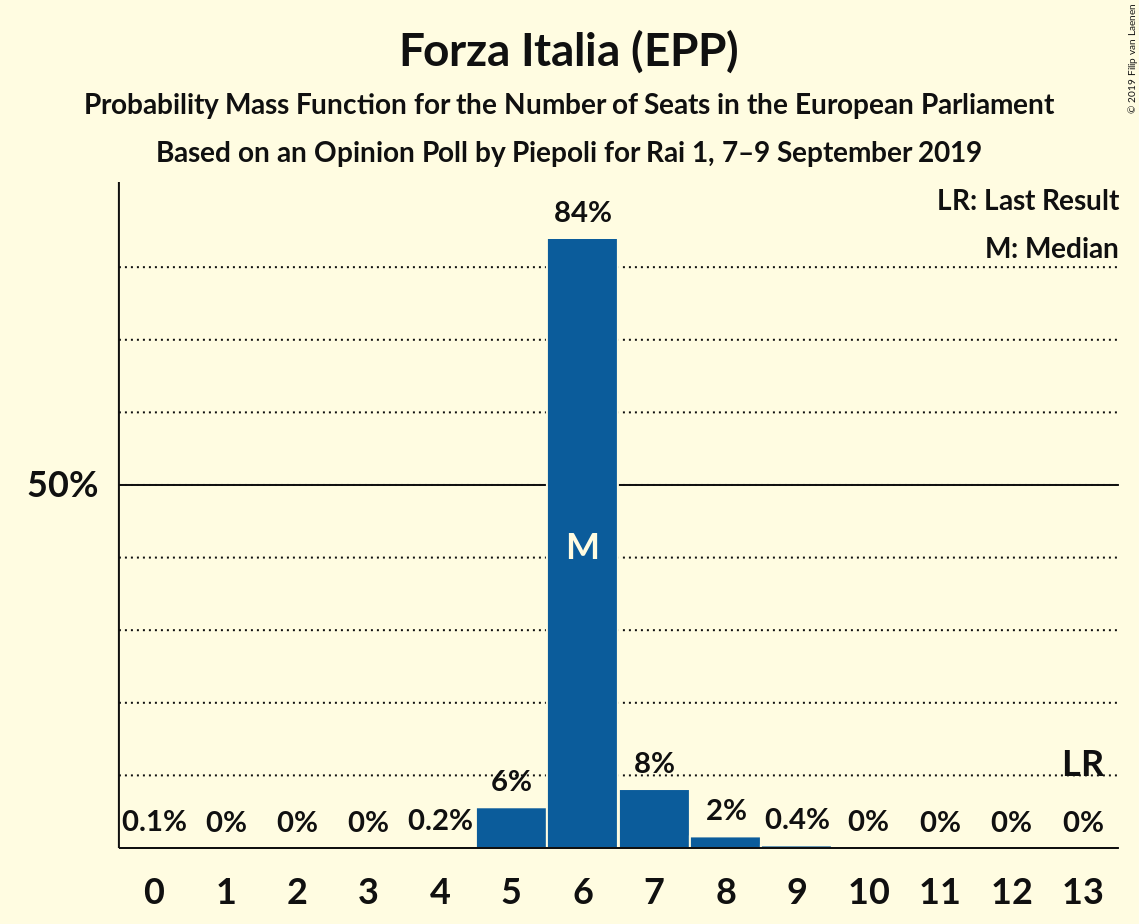 Forza Italia (EPP)
Probability Mass Function for the Number of Seats in the European Parliament
Based on an Opinion Poll by Piepoli for Rai 1, 7–9 September 2019
© 2019 Filip van Laenen
LR: Last Result
M: Median
84%
50%
M
LR
6%
8%
0.1% 0% 0% 0% 0.2% 2% 0.4% 0% 0% 0% 0%
0 1 2 3 4 5 6 7 8 9 10 11 12 13